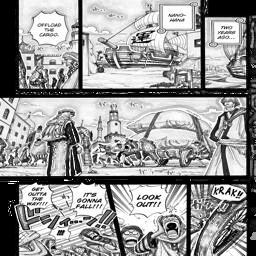 OFFLOAD
THE
CARGO.
NANO-
HANA
TWO
YEARS
AGO...
GET
OUTTA
THE
WAY!!!
IT'S
GONNA
FALL!!!
LOOK
OUT!!
KRAK!!